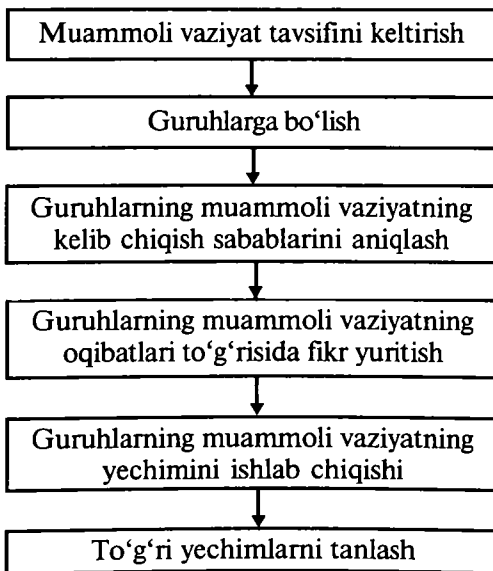 Muammoli vaziyat tavsifini keltirish
Guruhlarga bo‘lish
Guruhlarning muammoli vaziyatning
kelib chiqish sabablarini aniqlash
Guruhlarning muammoli vaziyatning
oqibatlari to‘g‘risida fikr yuritish
Guruhlarning muammoli vaziyatning
yechimini ishlab chiqishi
To‘g‘ri yechimlarni tanlash